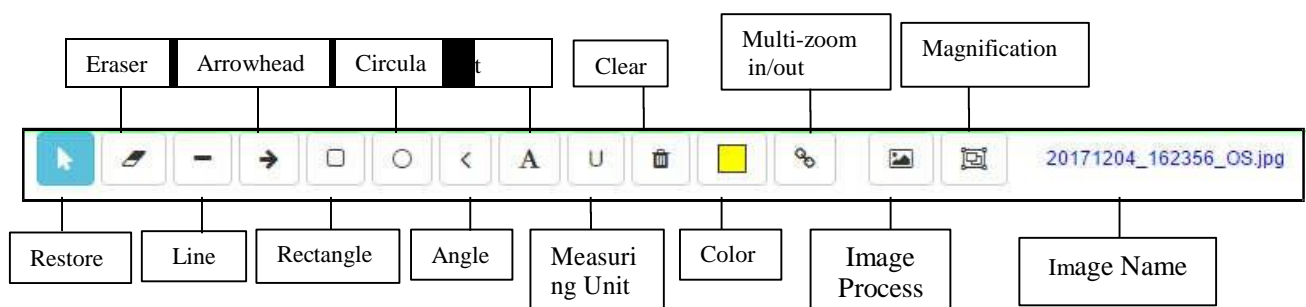 Eraser Arrowhead Circula t Clear Multi-zoom
in/out Magnification
A U 20171204_162356_OS.jpg
Restore Line Rectangle Angle Measuri
ng Unit Color Image
Process Image Name